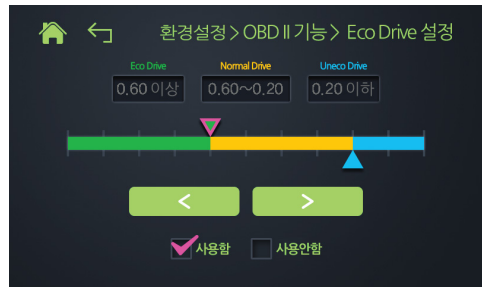 환경설정 > OBD II 기능 > Eco Drive 설정
Eco Drive Normal Drive Uneco Drive
0.60 이상 0.60~0.20 0.20 이하
< >
사용함 사용안함